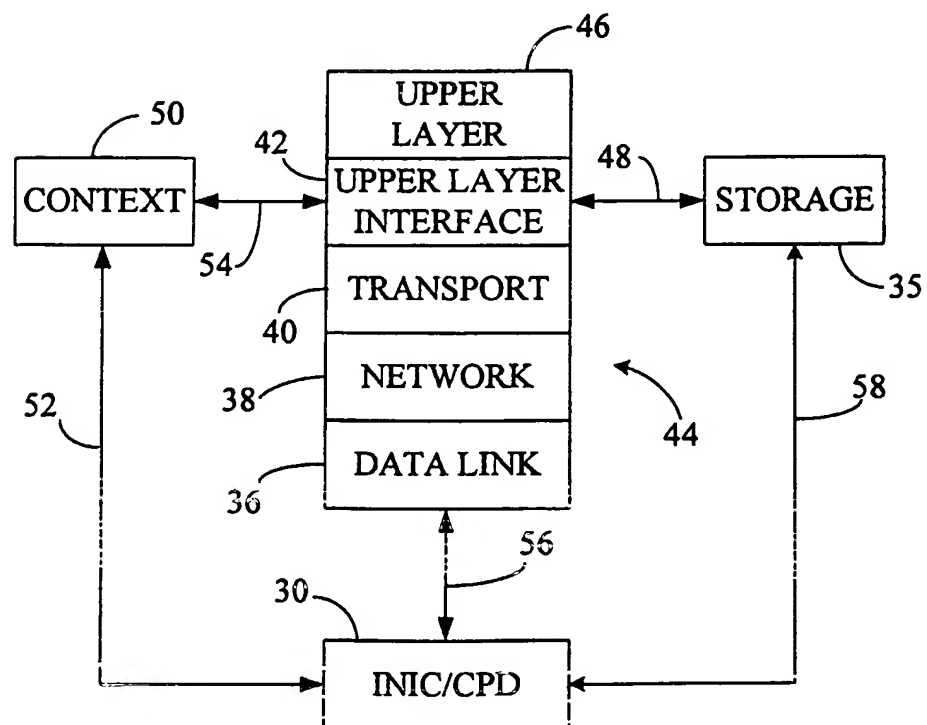 46
UPPER
LAYER
50
42
48
CONTEXT
UPPER LAYER
INTERFACE
STORAGE
54
TRANSPORT
35
40
NETWORK
38
52
58
44
DATA LINK
36
56
30
INIC/CPD